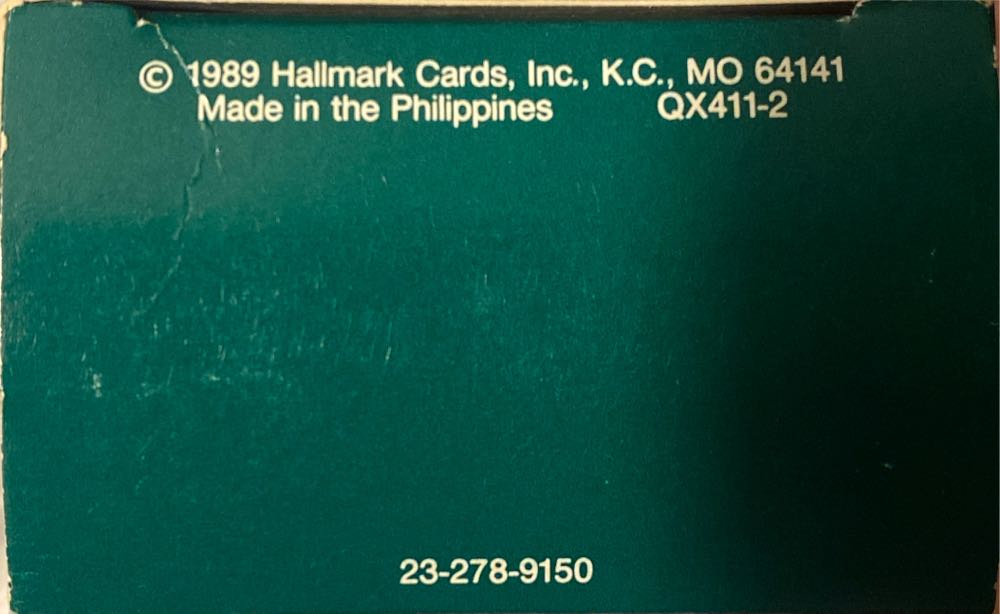 © 1989 Hallmark Cards, Inc., K.C., MO 64141
Made in the Philippines QX411-2
23-278-9150